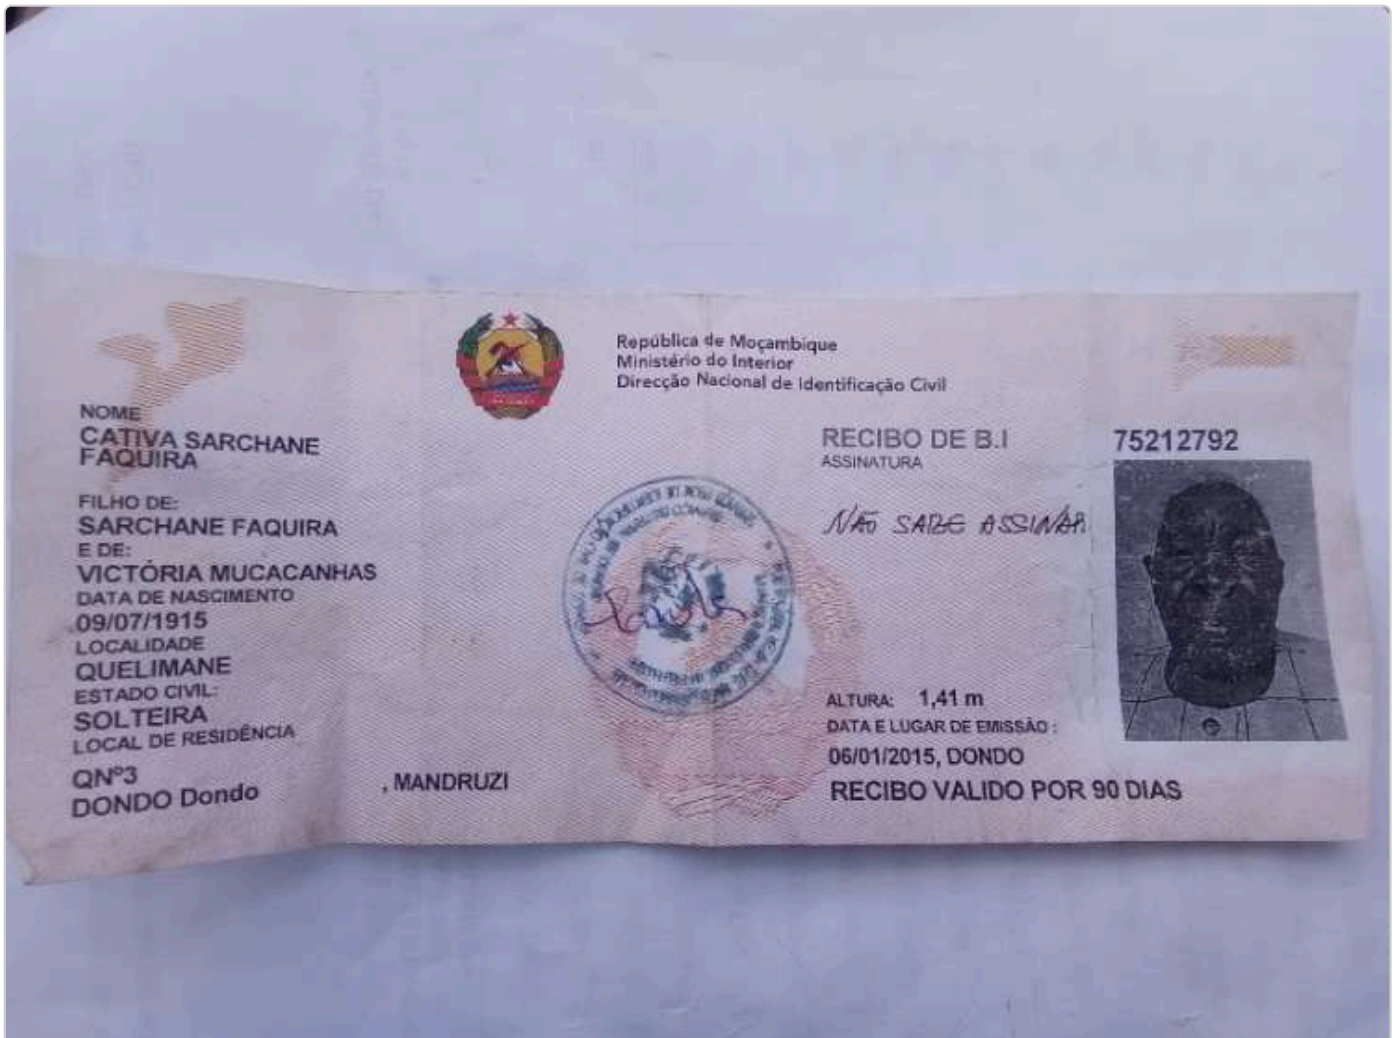 República de Moçambique
Ministério do Interior
Direcção Nacional de Identificação Civil
NOME
CATIVA SARCHANE
FAQUIRA
FILHO DE:
SARCHANE FAQUIRA
E DE:
VICTÓRIA MUCACANHAS
DATA DE NASCIMENTO
09/07/1915
LOCALIDADE
QUELIMANE
ESTADO CIVIL:
SOLTEIRA
LOCAL DE RESIDÊNCIA
QNº3
DONDO Dondo , MANDRUZI
RECIBO DE B.I 75212792
ASSINATURA
NÃO SABE ASSINAR
ALTURA: 1,41 m
DATA E LUGAR DE EMISSÃO :
06/01/2015, DONDO
RECIBO VALIDO POR 90 DIAS